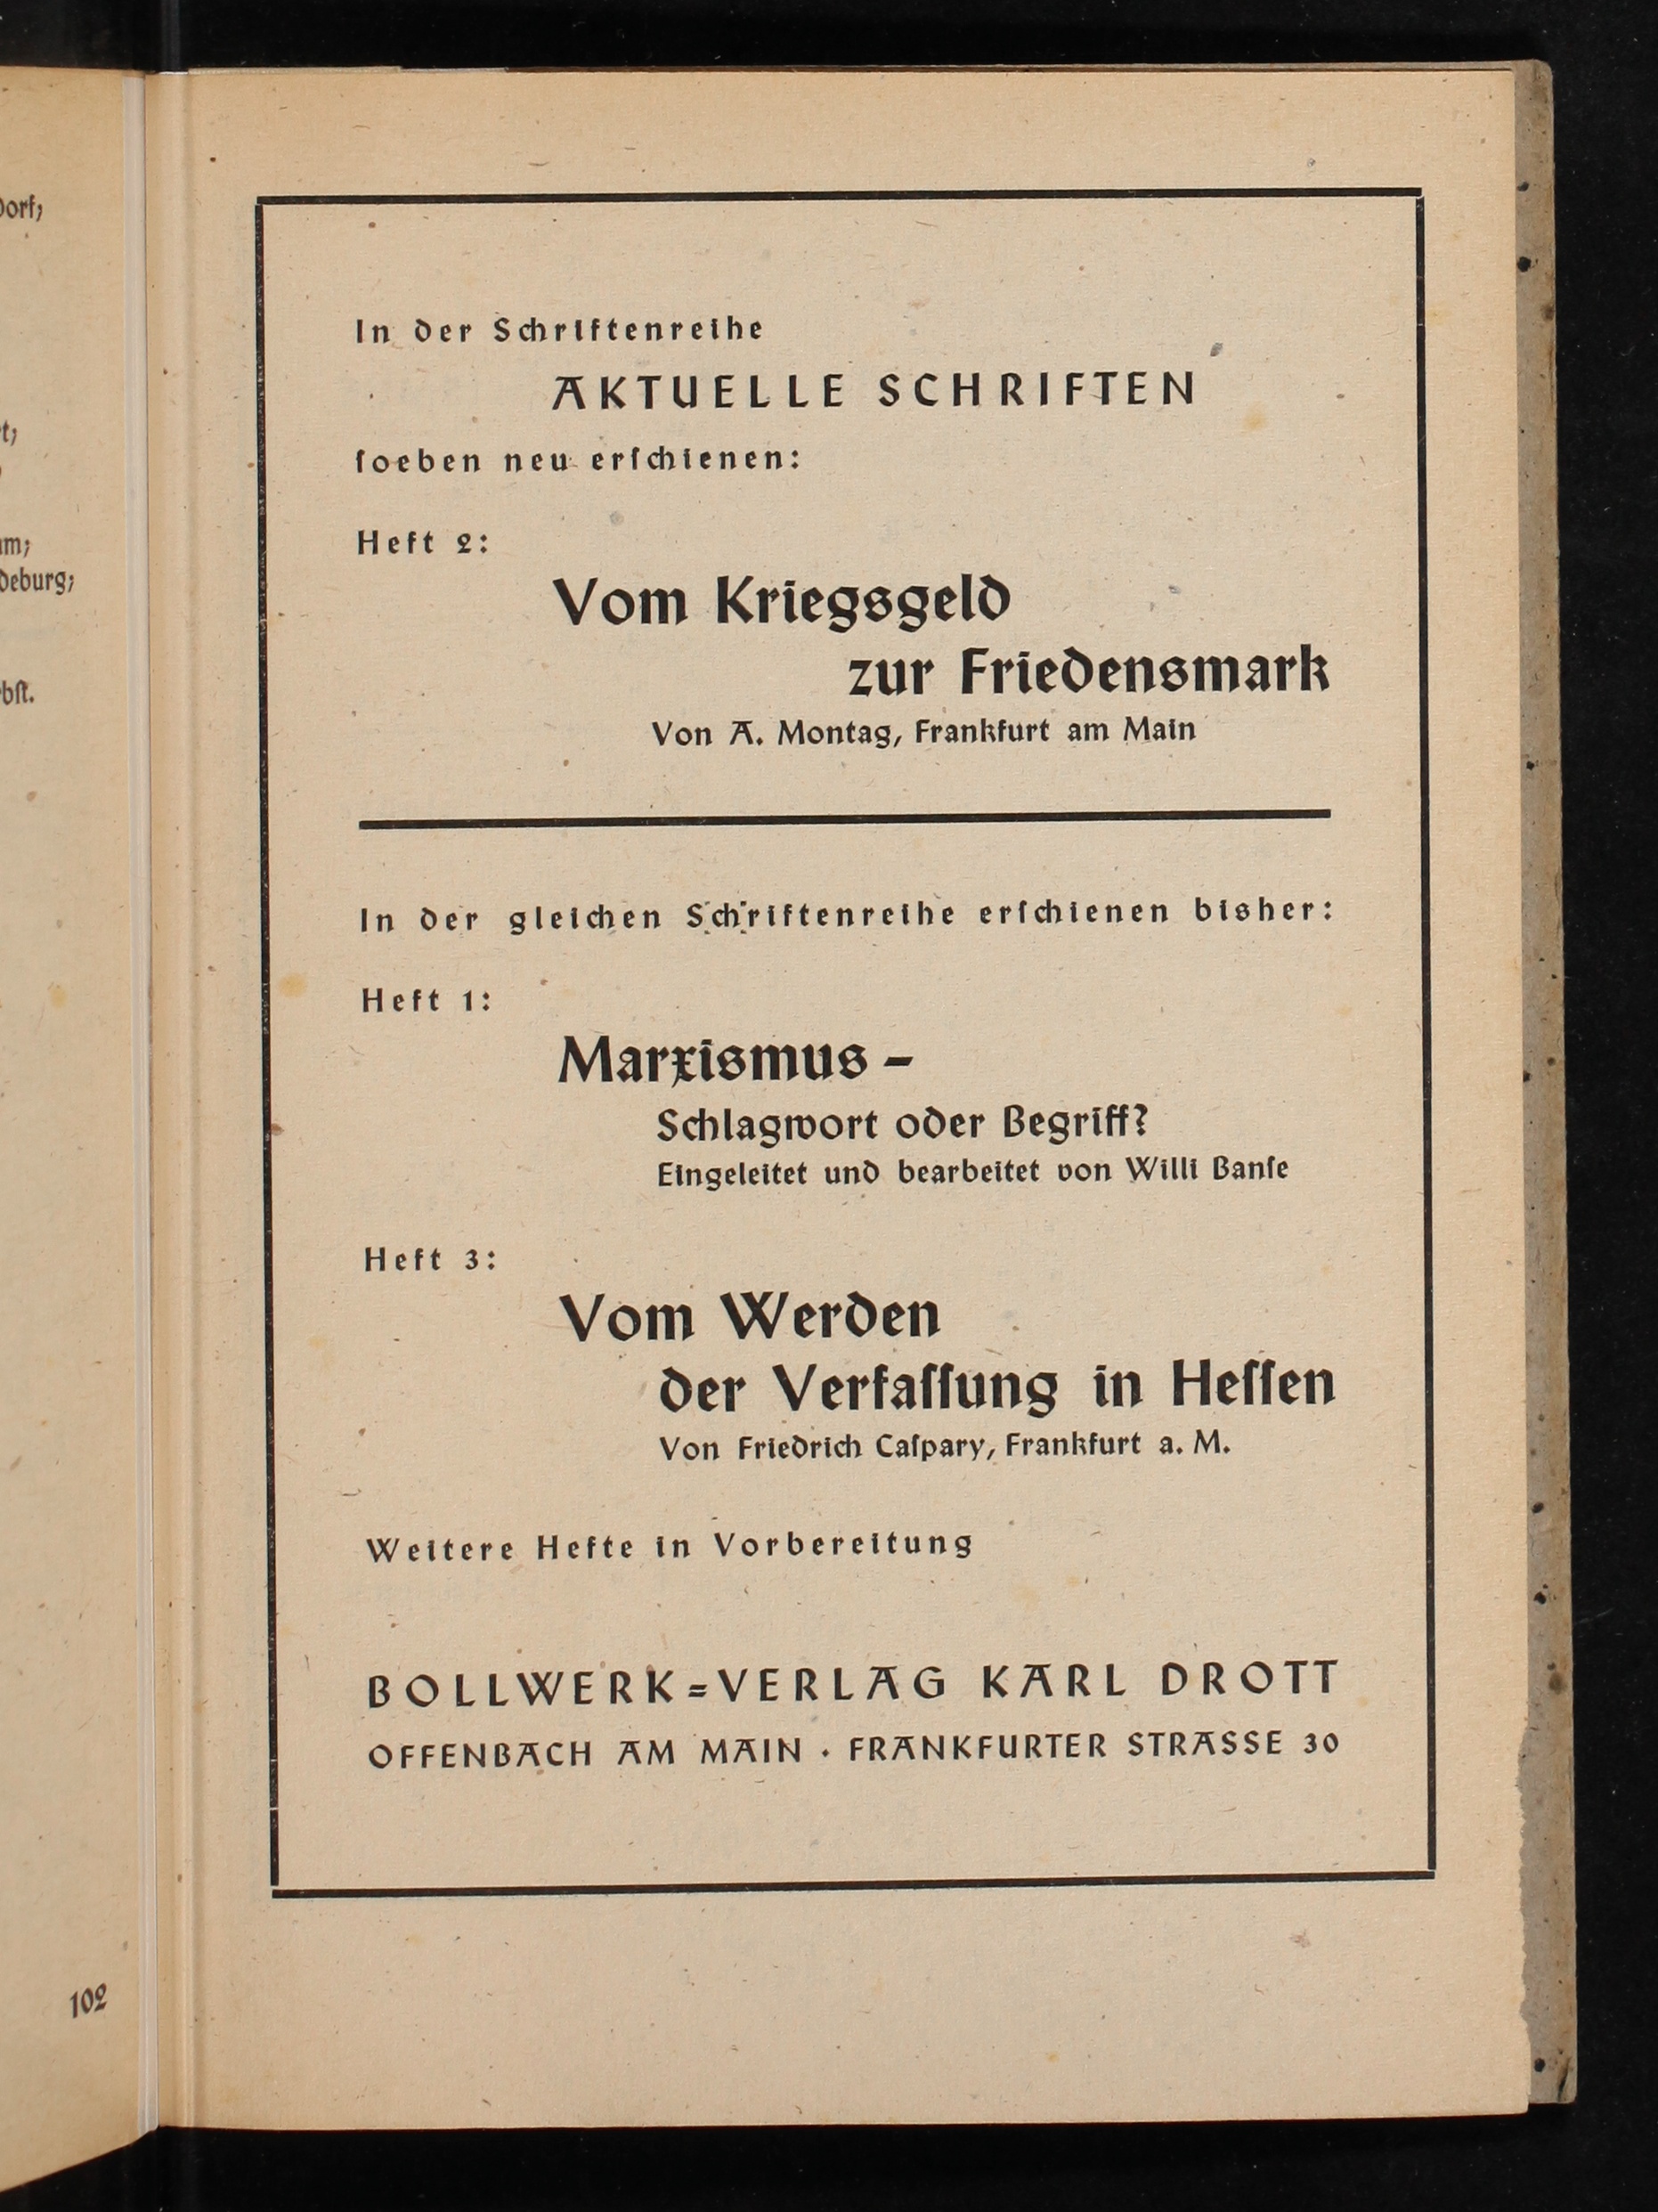 dorf;
t;
m;
deburg;
bſt.
102
In der Schriftenreihe
AKTUELLE SCHRIFTEN
ſoeben neu erſchienen:
Heft 2:
Vom Kriegsgeld
zur Friedensmark
Von A. Montag, Frankfurt am Main
In der gleichen Schriftenreihe erſchienen bisher:
Heft 1:
Marxismus –
Schlagwort oder Begriff?
Eingeleitet und bearbeitet von Willi Banſe
Heft 3:
Vom Werden
der Verfaſſung in Heſſen
Von Friedrich Caſpary, Frankfurt a. M.
Weitere Hefte in Vorbereitung
BOLLWERK=VERLAG KARL DROTT
OFFENBACH AM MAIN · FRANKFURTER STRASSE 30